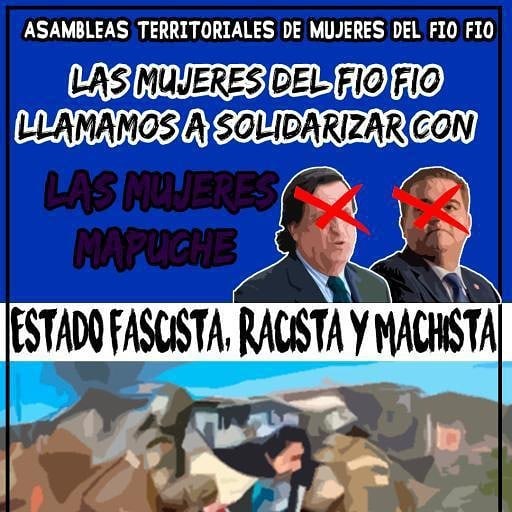 ASAMBLEAS TERRITORIALES DE MUJERES DEL FIO FIO
LAS MUJERES DEL FIO FIO
LLAMAMOS A SOLIDARIZAR CON
LAS MUJERES
MAPUCHE
ESTADO FASCISTA, RACISTA Y MACHISTA